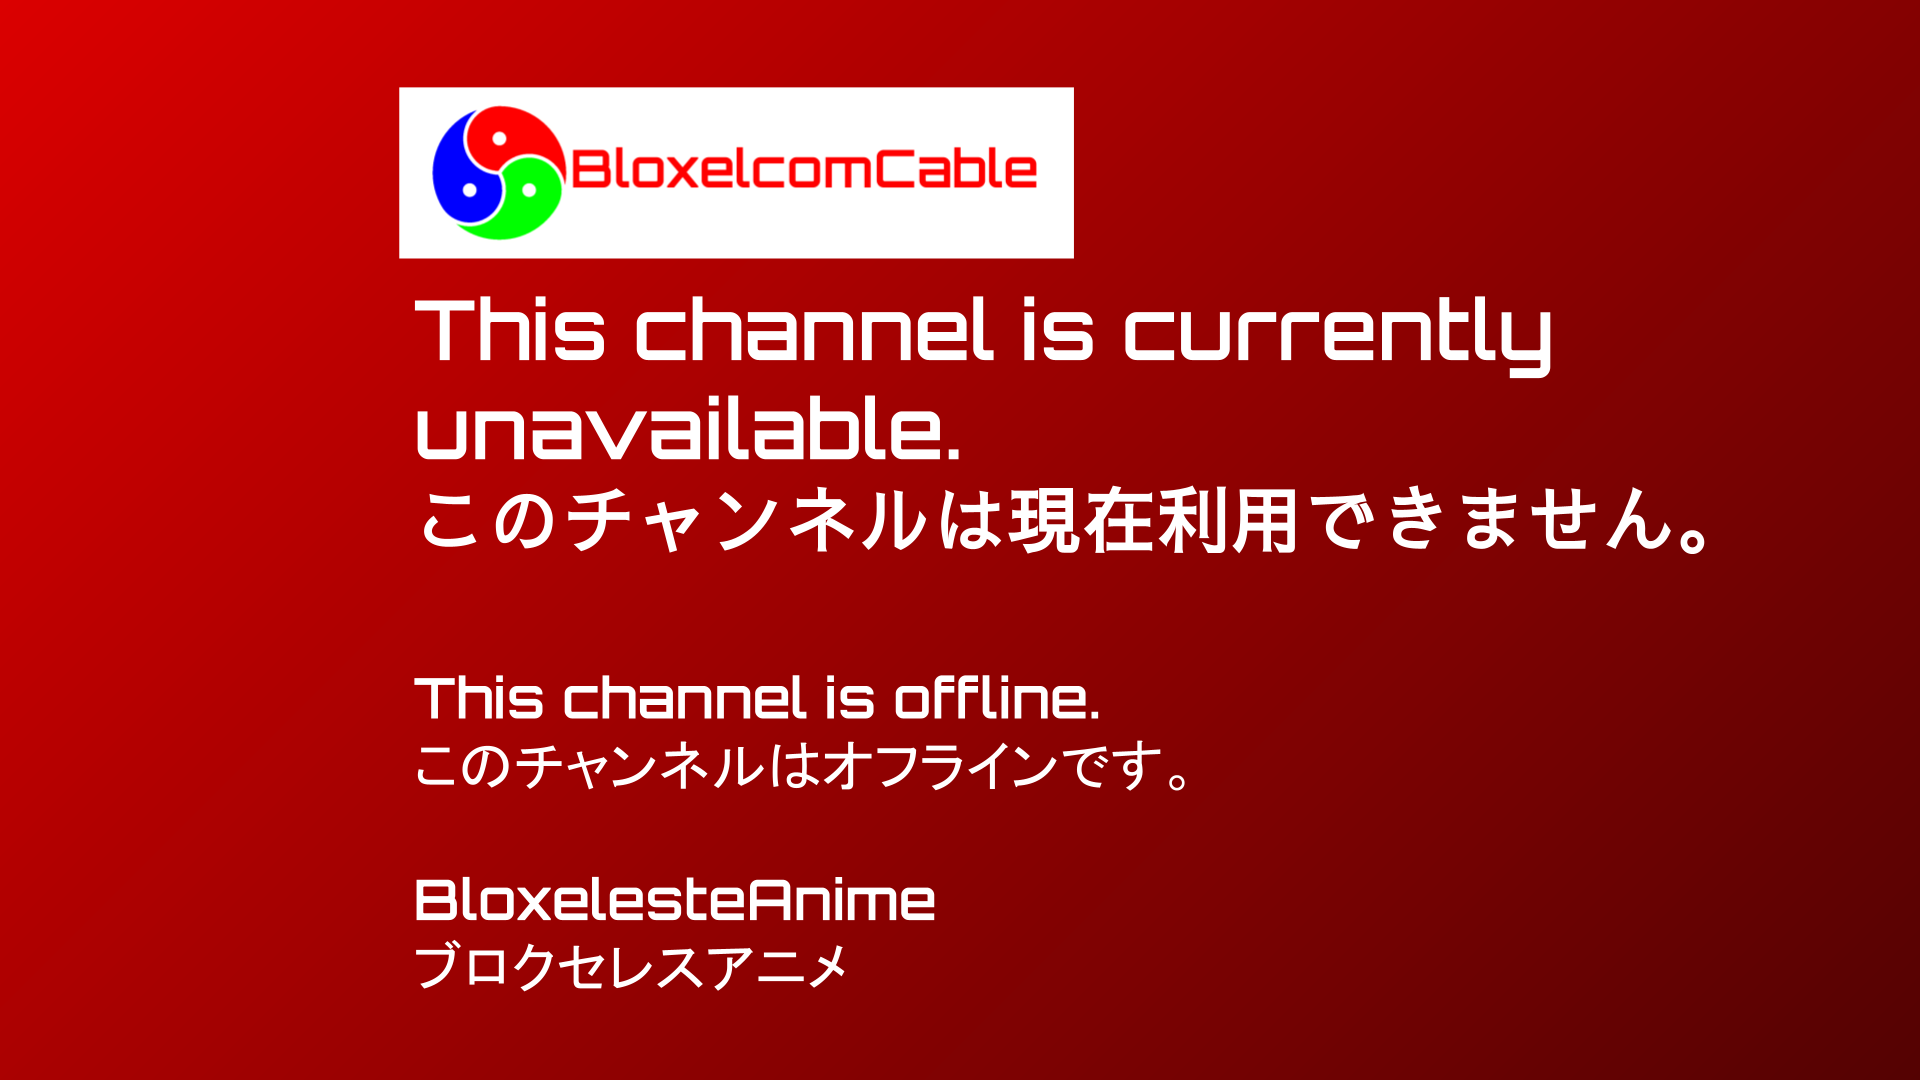 BloxelcomCable
This channel is currently
unavailable.
このチャンネルは現在利用できません。
This channel is offline.
このチャンネルはオフラインです。
BloxelesteAnime
ブロクセレスアニメ